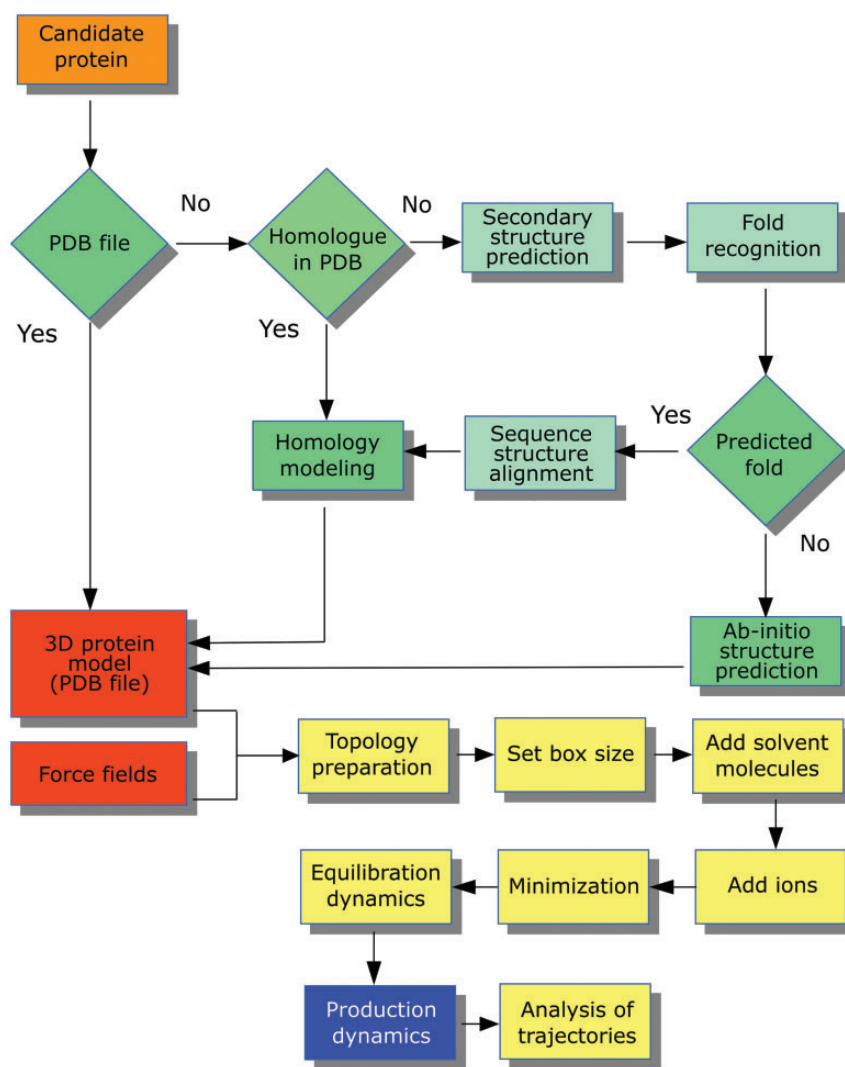 Candidate
protein
PDB file
No
Homologue
in PDB
No
Secondary
structure
prediction
Fold
recognition
Yes
Yes
Homology
modeling
Sequence
structure
alignment
Yes
Predicted
fold
No
3D protein
model
(PDB file)
Ab-initio
structure
prediction
Force fields
Topology
preparation
Set box size
Add solvent
molecules
Equilibration
dynamics
Minimization
Add ions
Production
dynamics
Analysis of
trajectories